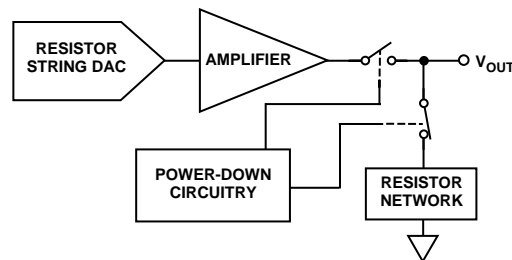 RESISTOR
STRING DAC
AMPLIFIER
VOUT
POWER-DOWN
CIRCUITRY
RESISTOR
NETWORK